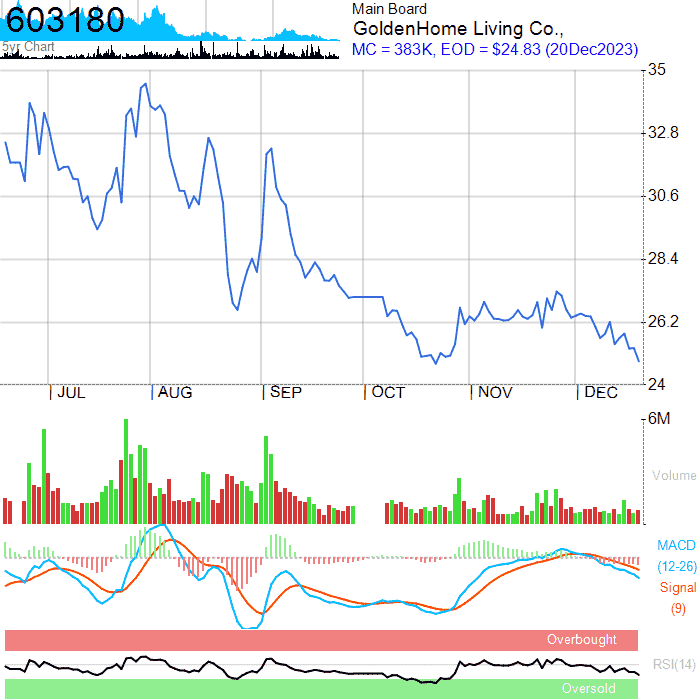 603180
5yr Chart
Main Board
GoldenHome Living Co.,
MC = 383K, EOD = $24.83 (20Dec2023)
35
32.8
30.6
28.4
26.2
24
JUL AUG SEP OCT NOV DEC
6M
Volume
MACD
(12-26)
Signal
(9)
Overbought
RSI(14)
Oversold